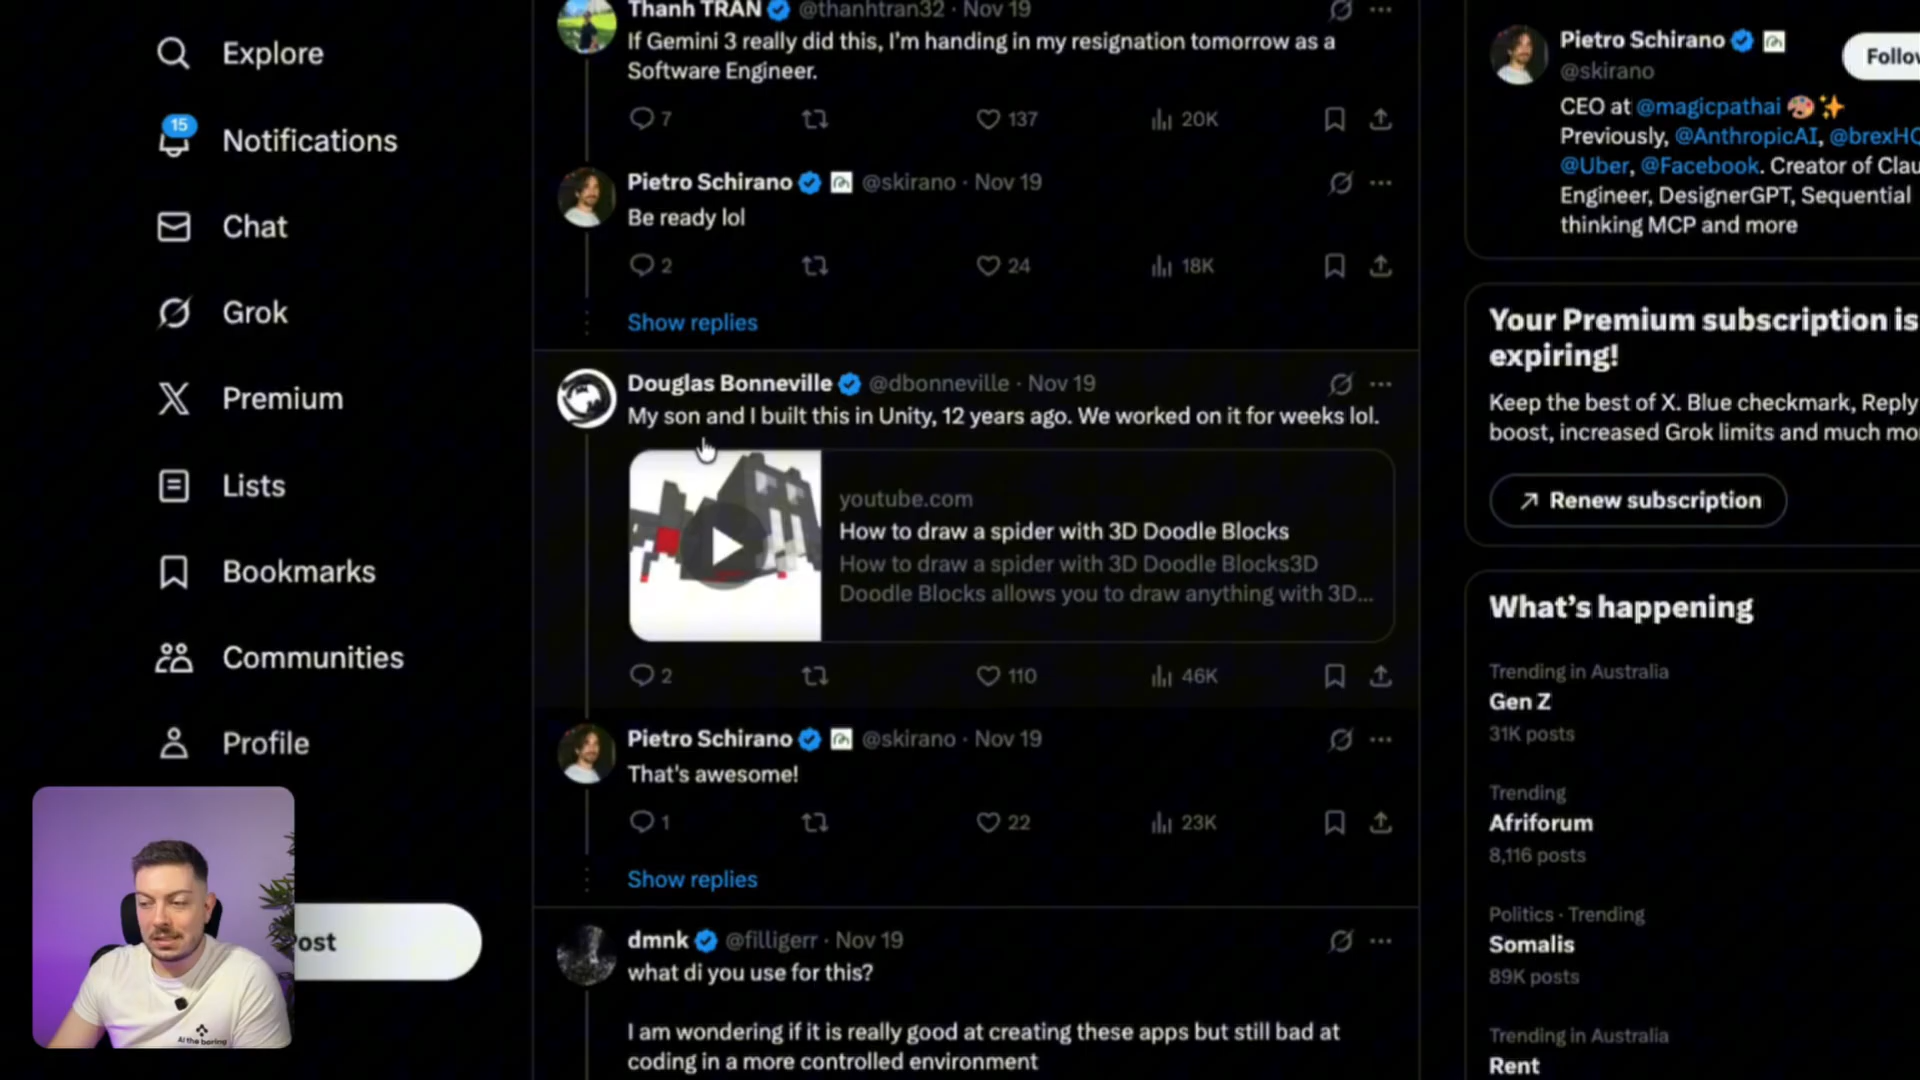 Explore
15
Notifications
Chat
Grok
Premium
Lists
Bookmarks
Communities
Profile
Post
AI the boring
Thanh TRAN @thanhtran32 · Nov 19
If Gemini 3 really did this, I'm handing in my resignation tomorrow as a
Software Engineer.
7 137 20K
Pietro Schirano @skirano · Nov 19
Be ready lol
2 24 18K
Show replies
Douglas Bonneville @dbonneville · Nov 19
My son and I built this in Unity, 12 years ago. We worked on it for weeks lol.
youtube.com
How to draw a spider with 3D Doodle Blocks
How to draw a spider with 3D Doodle Blocks3D
Doodle Blocks allows you to draw anything with 3D...
2 110 46K
Pietro Schirano @skirano · Nov 19
That's awesome!
1 22 23K
Show replies
dmnk @filligerr · Nov 19
what di you use for this?
I am wondering if it is really good at creating these apps but still bad at
coding in a more controlled environment
Pietro Schirano
@skirano
Follow
CEO at @magicpathai
Previously, @AnthropicAI, @brexHQ
@Uber, @Facebook. Creator of Clau
Engineer, DesignerGPT, Sequential
thinking MCP and more
Your Premium subscription is
expiring!
Keep the best of X. Blue checkmark, Reply
boost, increased Grok limits and much mo
Renew subscription
What's happening
Trending in Australia
Gen Z
31K posts
Trending
Afriforum
8,116 posts
Politics · Trending
Somalis
89K posts
Trending in Australia
Rent